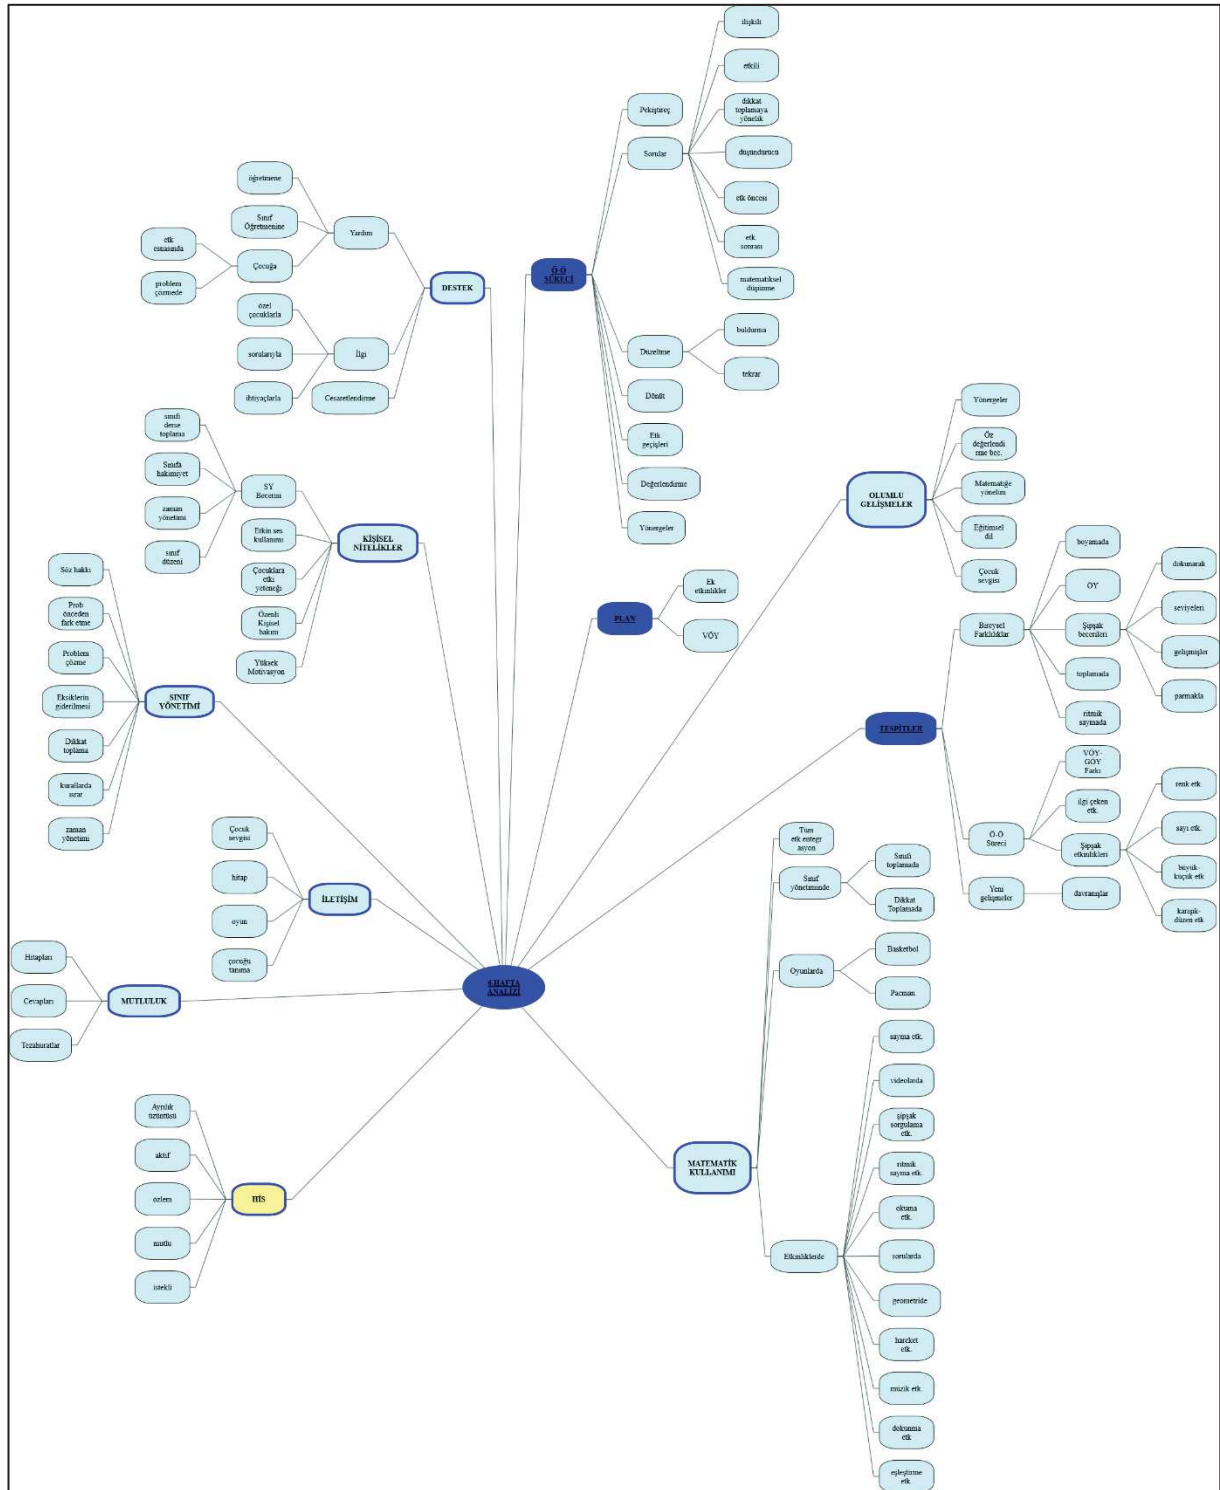 ilişkili
etkili
dikkat
toplamaya
yönelik
düşündürücü
etk öncesi
etk.
sonrası
matematiksel
düşünme
Pekiştireç
Sorular
Ö-Ö
SÜRECİ
Düzeltme
buldurma
tekrar
Dönüt
Etk
geçişleri
Değerlendirme
Yönergeler
öğretmene
Sınıf
Öğretmenine
Çocuğa
Yardım
etk
esnasında
problem
çözmede
DESTEK
özel
çocuklarla
sorularıyla
ihtiyaçlarla
İlgi
Cesaretlendirme
sınıfı
derse
toplama
Sınıfa
hakimiyet
zaman
yönetimi
sınıf
düzeni
SY
Becerisi
Etkin ses
kullanımı
Çocuklara
etki
yeteneği
Özenli
Kişisel
bakım
Yüksek
Motivasyon
KİŞİSEL
NİTELİKLER
Söz hakkı
Prob
önceden
fark etme
Problem
çözme
Eksiklerin
giderilmesi
Dikkat
toplama
kurallarda
ısrar
zaman
yönetimi
SINIF
YÖNETİMİ
PLAN
Ek
etkinlikler
VÖY
OLUMLU
GELİŞMELER
Yönergeler
Öz
değerlendi
rme bec.
Matematiğe
yönelim
Eğitimsel
dil
Çocuk
sevgisi
TESPİTLER
Bireysel
Farklılıklar
boyamada
ÖY
Şipşak
becerileri
toplamada
ritmik
saymada
dokunarak
seviyeleri
gelişmişler
parmakla
Ö-Ö
Süreci
VÖY-
GÖY
Farkı
ilgi çeken
etk.
Şipşak
etkinlikleri
renk etk
sayı etk.
büyük-
küçük etk
karışık-
düzen etk
Yeni
gelişmeler
davranışlar
İLETİŞİM
Çocuk
sevgisi
hitap
oyun
çocuğu
tanıma
MUTLULUK
Hitapları
Cevapları
Tezahuratlar
6.HAFTA
ANALİZİ
HİS
Ayrılık
üzüntüsü
aktif
özlem
mutlu
istekli
MATEMATİK
KULLANIMI
Tüm
etk entegr
asyon
Sınıf
yönetiminde
Sınıfı
toplamada
Dikkat
Toplamada
Oyunlarda
Basketbol
Pacman
Etkinliklerde
sayma etk.
videolarda
şipşak
sorgulama
etk.
ritmik
sayma etk.
okuma
etk.
sorularda
geometride
hareket
etk.
müzik etk.
dokunma
etk
eşleştirme
etk.